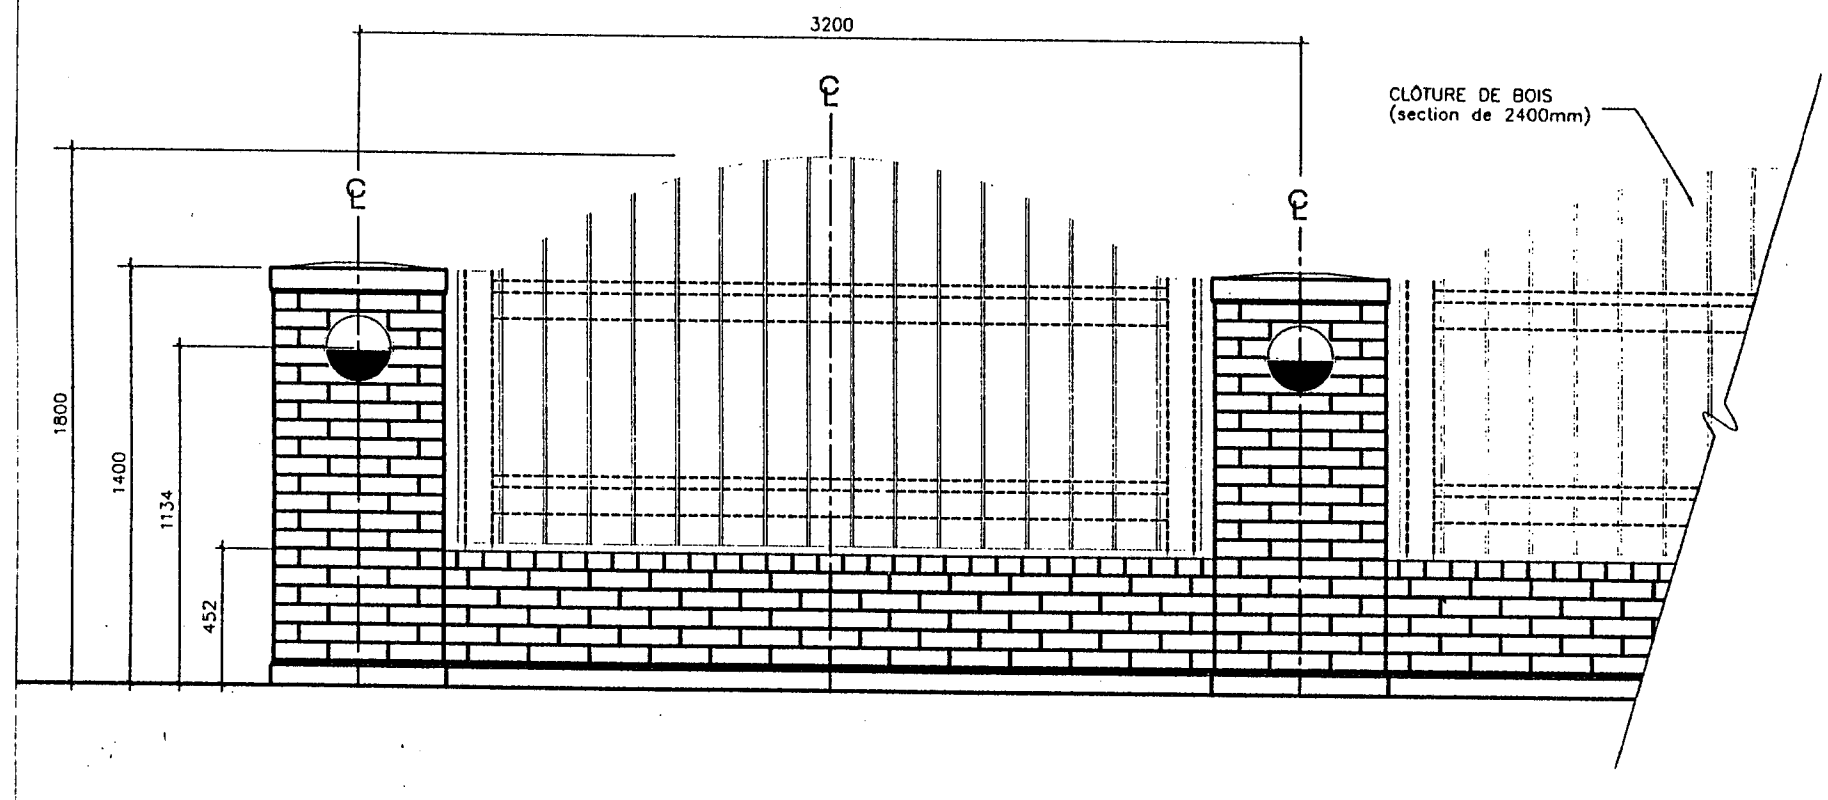 3200
CLÔTURE DE BOIS
(section de 2400mm)
1800
1400
1134
452